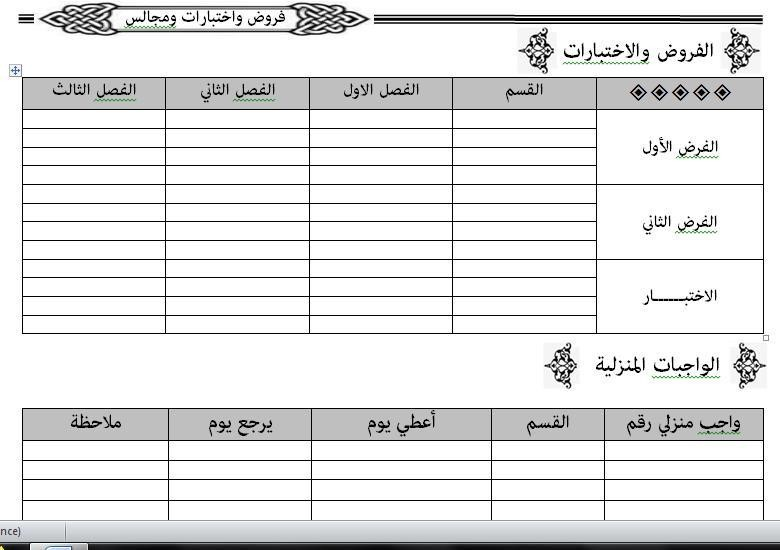 فروض واختبارات ومجالس
الفروض والاختبارات
القسم الفصل الاول الفصل الثاني الفصل الثالث
الفرض الأول
الفرض الثاني
الاختبـــــــار
الواجبات المنزلية
واجب منزلي رقم القسم أعطي يوم يرجع يوم ملاحظة
nce)